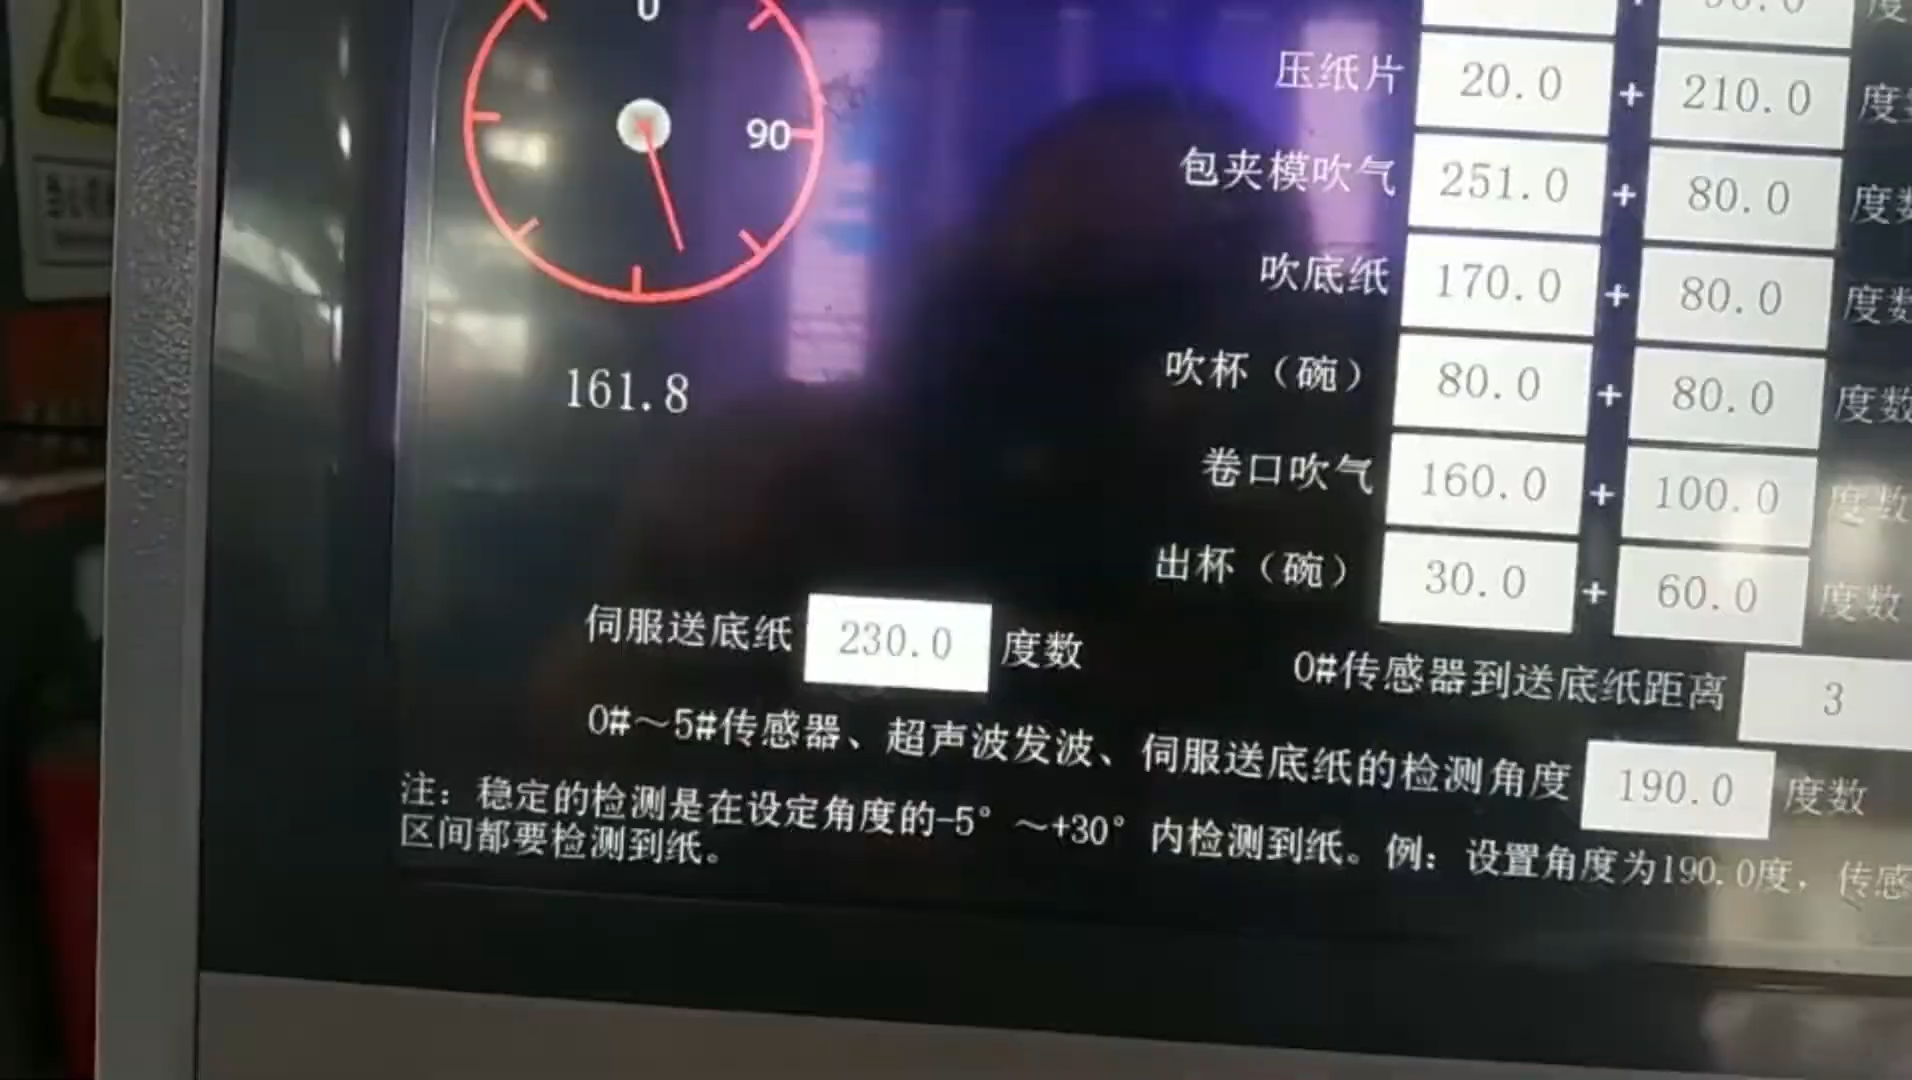 0
90
161.8
压纸片 20.0 + 210.0 度
包夹模吹气 251.0 + 80.0 度数
吹底纸 170.0 + 80.0 度数
吹杯（碗） 80.0 + 80.0 度数
卷口吹气 160.0 + 100.0 度数
出杯（碗） 30.0 + 60.0 度数
伺服送底纸 230.0 度数
0#传感器到送底纸距离 3
0#～5#传感器、超声波发波、伺服送底纸的检测角度 190.0 度数
注：稳定的检测是在设定角度的-5°～+30°内检测到纸。例：设置角度为190.0度，传感
区间都要检测到纸。